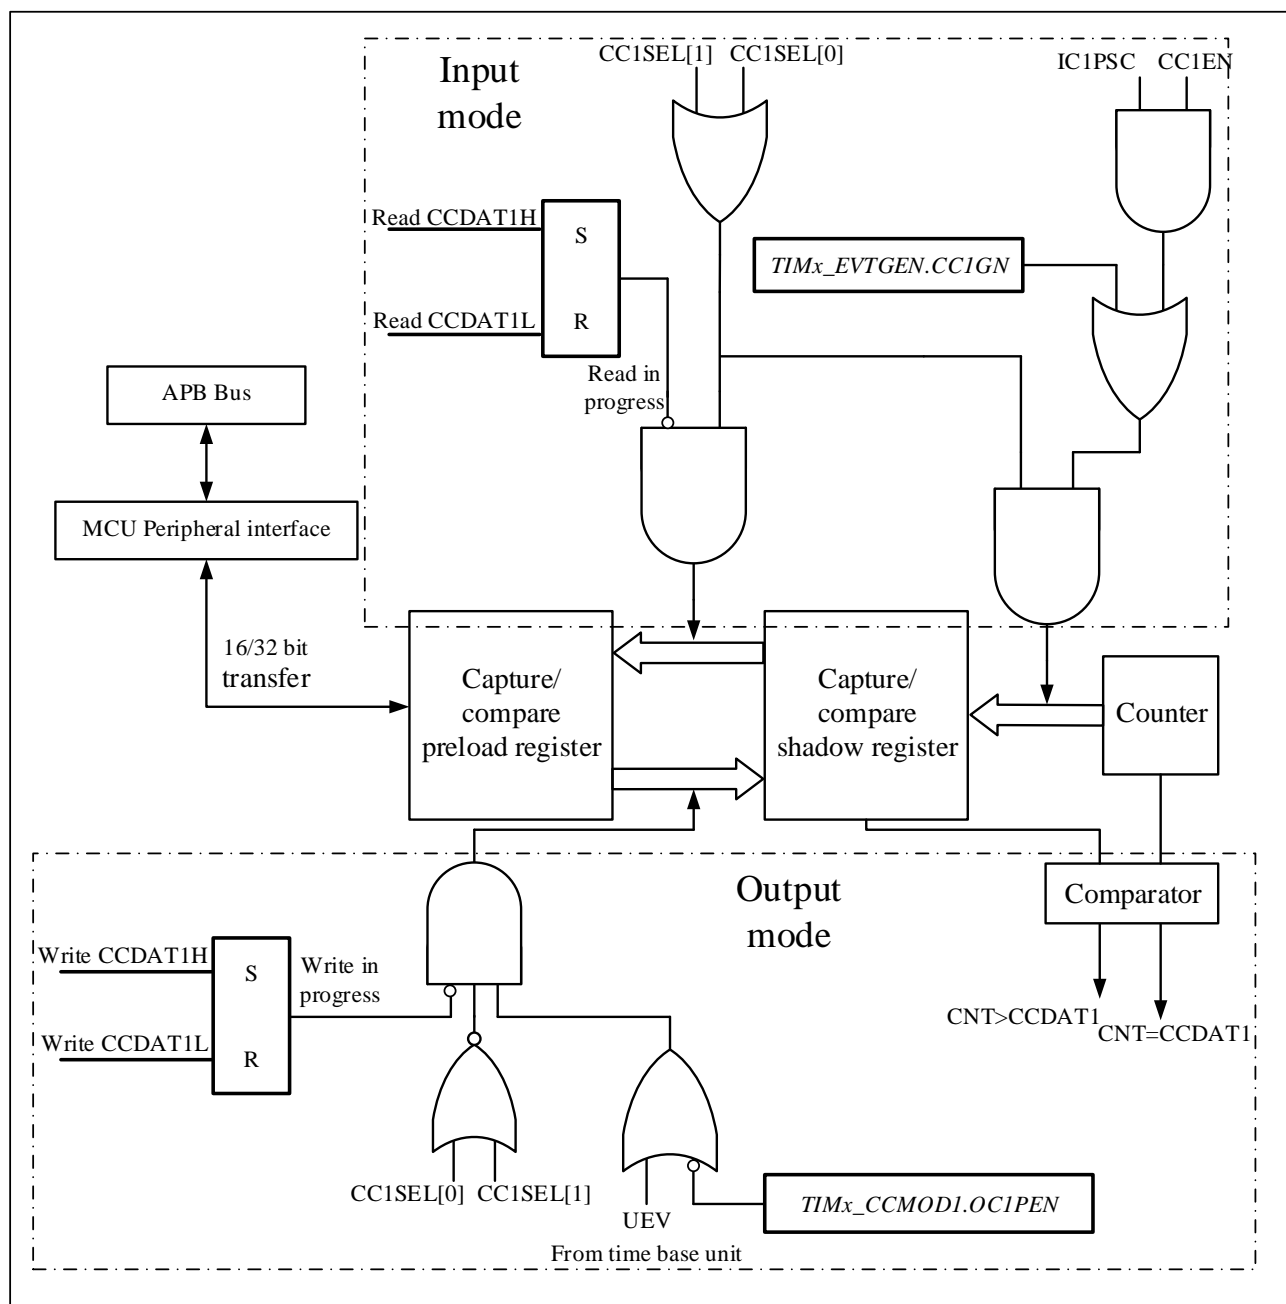 CC1SEL[1]
CC1SEL[0]
IC1PSC
CC1EN
Input
mode
Read CCDAT1H
S
TIMx_EVTGEN.CC1GN
Read CCDAT1L
R
Read in
progress
APB Bus
MCU Peripheral interface
16/32 bit
transfer
Capture/
compare
preload register
Capture/
compare
shadow register
Counter
Output
mode
Comparator
Write CCDAT1H
S
Write in
progress
CNT>CCDAT1
CNT=CCDAT1
Write CCDAT1L
R
CC1SEL[0]
CC1SEL[1]
UEV
TIMx_CCMOD1.OC1PEN
From time base unit